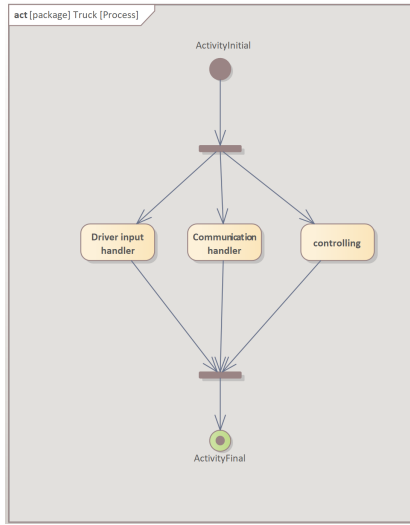 act [package] Truck [Process]
ActivityInitial
Driver input
handler
Communication
handler
controlling
ActivityFinal